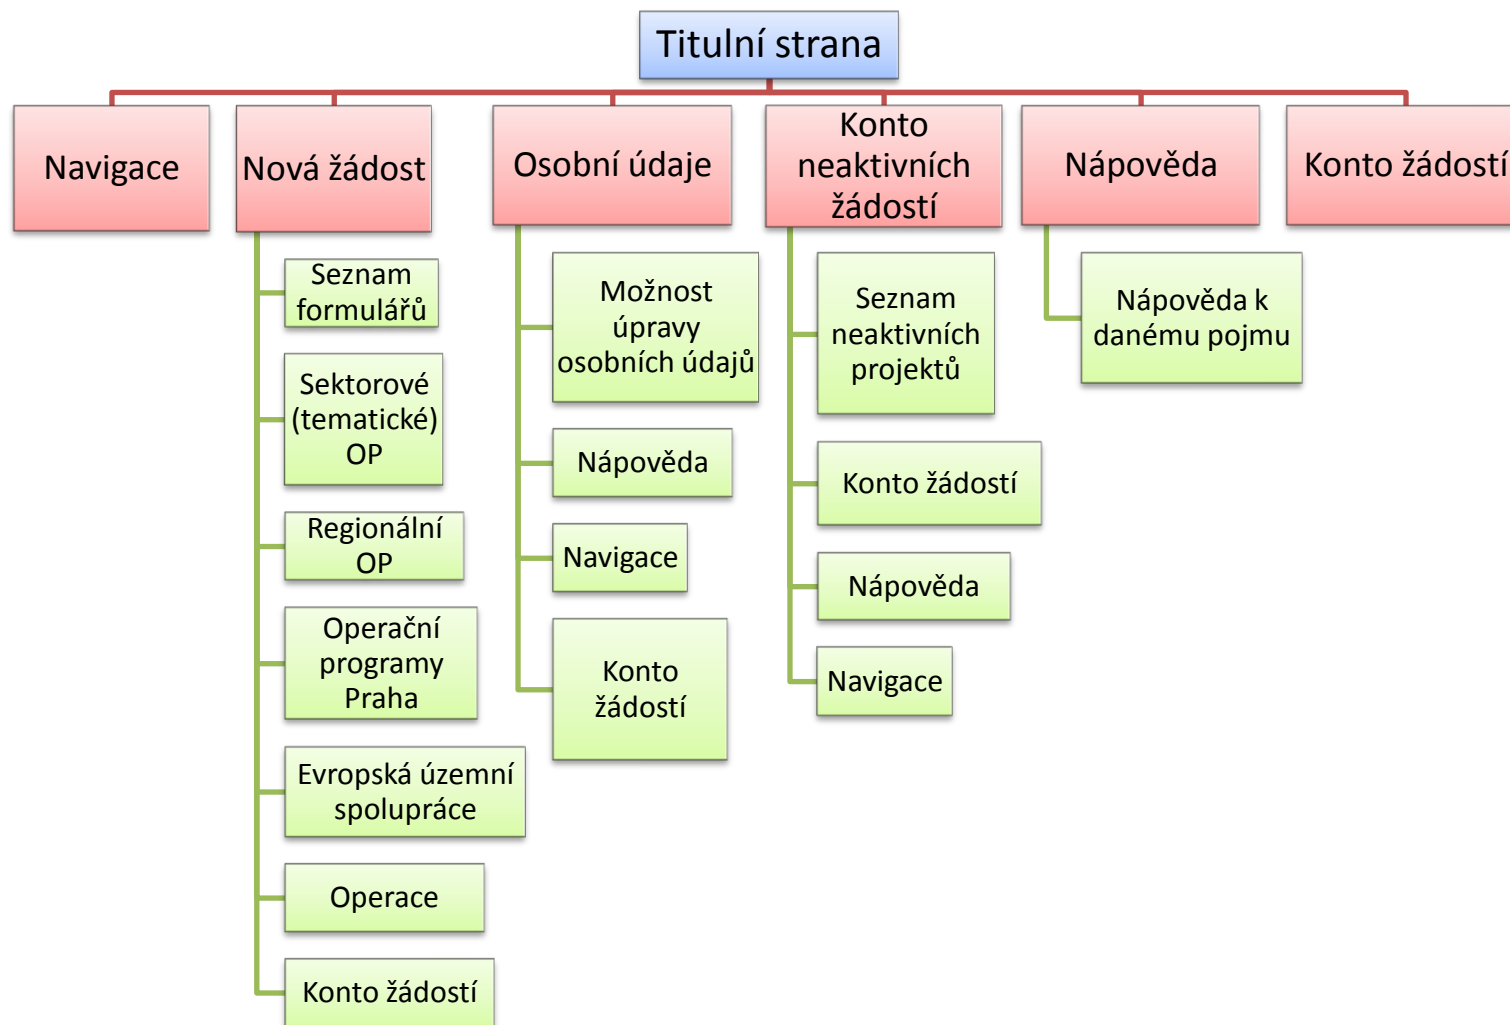 Titulní strana
Navigace
Nová žádost
Osobní údaje
Konto
neaktivních
žádostí
Nápověda
Konto žádostí
Seznam
formulářů
Sektorové
(tematické)
OP
Regionální
OP
Operační
programy
Praha
Evropská územní
spolupráce
Operace
Konto žádostí
Možnost
úpravy
osobních údajů
Nápověda
Navigace
Konto
žádostí
Seznam
neaktivních
projektů
Konto žádostí
Nápověda
Navigace
Nápověda k
danému pojmu